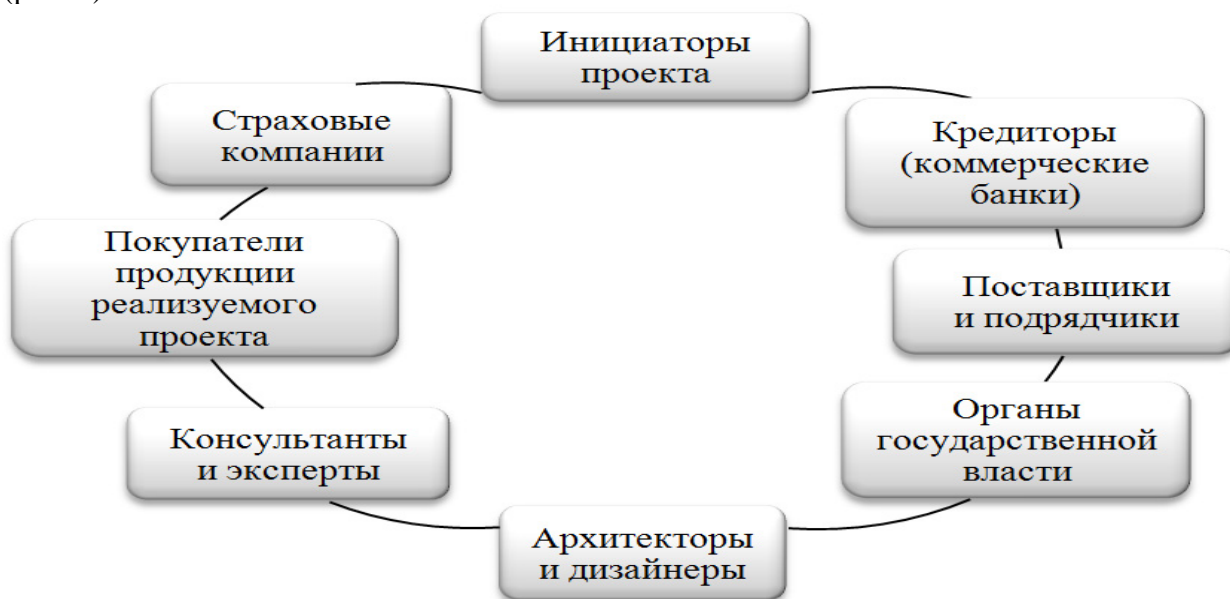 Инициаторы
проекта
Кредиторы
(коммерческие
банки)
Поставщики
и подрядчики
Органы
государственной
власти
Архитекторы
и дизайнеры
Консультанты
и эксперты
Покупатели
продукции
реализуемого
проекта
Страховые
компании